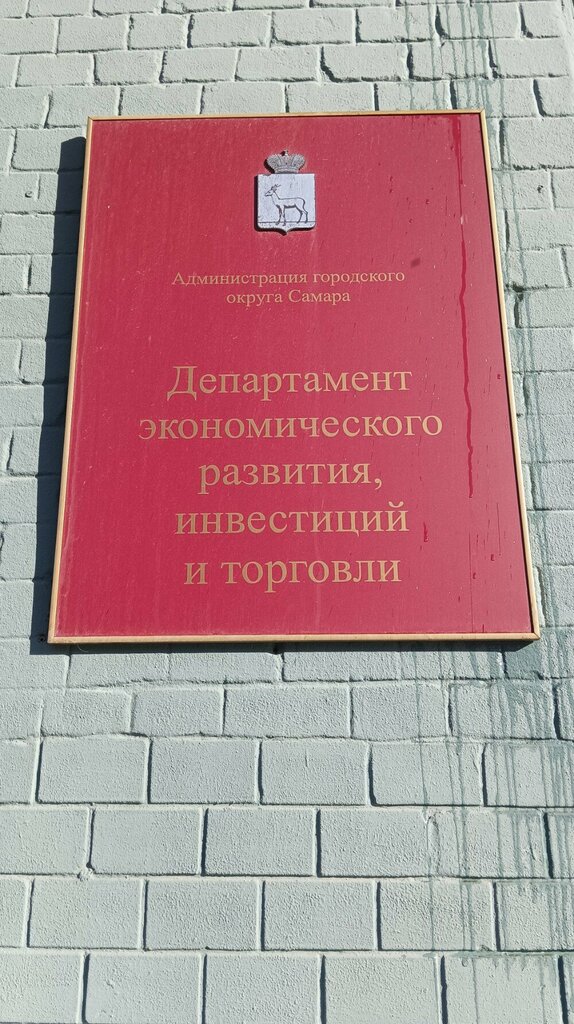 Администрация городского
округа Самара
Департамент
экономического
развития,
инвестиций
и торговли